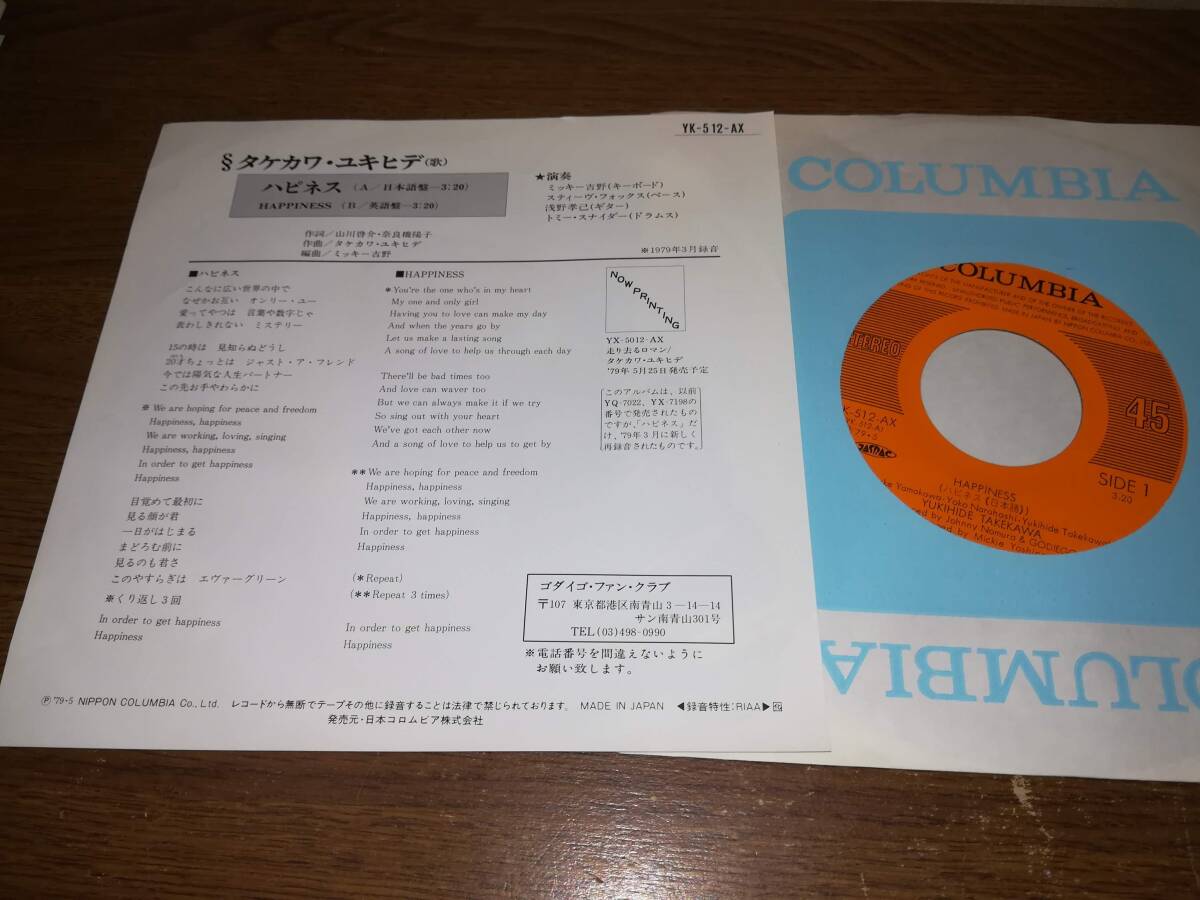 YK-512-AX
§タケカワ・ユキヒデ(歌)
ハピネス (A/日本語盤—3:20)
HAPPINESS (B/英語盤—3:20)
★演奏
ミッキー吉野(キーボード)
スティーヴ・フォックス(ベース)
浅野孝己(ギター)
トミー・スナイダー(ドラムス)
作詞/山川啓介・奈良橋陽子
作曲/タケカワ・ユキヒデ
編曲/ミッキー吉野
※1979年3月録音
■ハピネス
こんなに広い世界の中で
なぜかお互い オンリー・ユー
愛ってやつは 言葉や数字じゃ
表わしきれない ミステリー
15の時は 見知らぬどうし
20才ちょっとは ジャスト・ア・フレンド
今では陽気な人生パートナー
この先お手やわらかに
※We are hoping for peace and freedom
Happiness, happiness
We are working, loving, singing
Happiness, happiness
In order to get happiness
Happiness
目覚めて最初に
見る顔が君
一日がはじまる
まどろむ前に
見るのも君さ
このやすらぎは エヴァーグリーン
※くり返し3回
In order to get happiness
Happiness
■HAPPINESS
*You're the one who's in my heart
My one and only girl
Having you to love can make my day
And when the years go by
Let us make a lasting song
A song of love to help us through each day
There'll be bad times too
And love can waver too
But we can always make it if we try
So sing out with your heart
We've got each other now
And a song of love to help us to get by
**We are hoping for peace and freedom
Happiness, happiness
We are working, loving, singing
Happiness, happiness
In order to get happiness
Happiness
(*Repeat)
(**Repeat 3 times)
In order to get happiness
Happiness
NOW PRINTING
YX-5012-AX
走り去るロマン/
タケカワ・ユキヒデ
'79年 5月25日発売予定
このアルバムは、以前
YQ-7022、YX-7198の
番号で発売されたもの
ですが、「ハピネス」だ
け、'79年3月に新しく
再録音されたものです。
ゴダイゴ・ファン・クラブ
〒107 東京都港区南青山3—14—14
サン南青山301号
TEL (03)498-0990
※電話番号を間違えないように
お願い致します。
Ⓟ'79・5 NIPPON COLUMBIA Co., Ltd. レコードから無断でテープその他に録音することは法律で禁じられております。 MADE IN JAPAN ◀録音特性:RIAA▶
発売元・日本コロムビア株式会社
COLUMBIA
COLUMBIA
STEREO
45
K-512-AX
79・5
JASRAC
SIDE 1
3:20
HAPPINESS
(ハピネス《日本語》)
ke Yamakawa-Yoko Narahashi-Yukihide Takekaw
YUKIHIDE TAKEKAWA
ced by Johnny Nomura & GODIEGO
ed by Mickie Yoshin
OLUMBIA